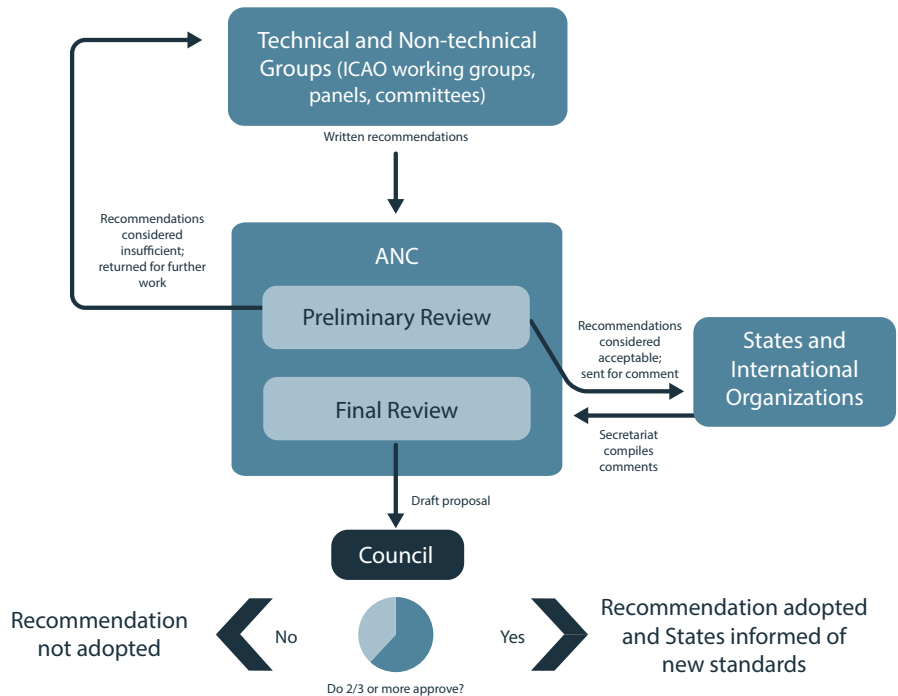 Technical and Non-technical
Groups (ICAO working groups,
panels, committees)
Written recommendations
Recommendations
considered
insufficient;
returned for further
work
ANC
Preliminary Review
Recommendations
considered
acceptable;
sent for comment
States and
International
Organizations
Final Review
Secretariat
compiles
comments
Draft proposal
Council
Recommendation
not adopted
No
Yes
Recommendation adopted
and States informed of
new standards
Do 2/3 or more approve?